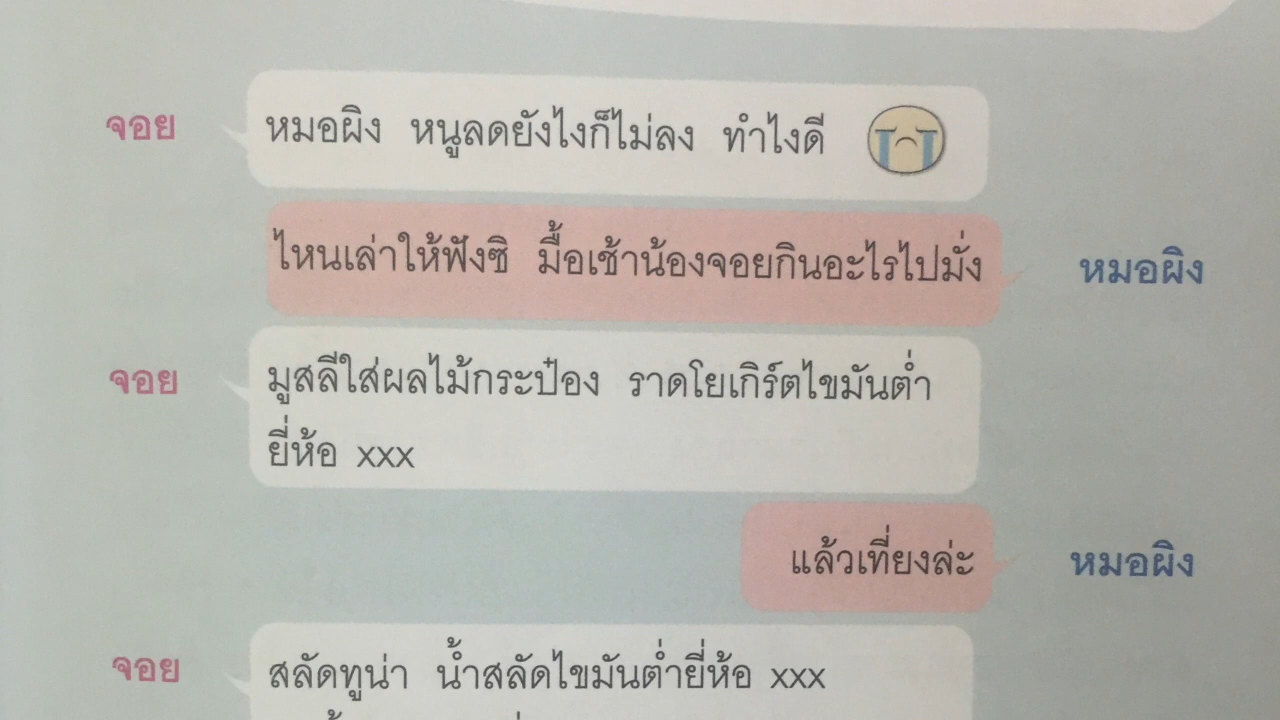 จอย หมอผิง หนูลดยังไงก็ไม่ลง ทำไงดี
ไหนเล่าให้ฟังซิ มื้อเช้าน้องจอยกินอะไรไปมั่ง หมอผิง
จอย มูสลีใส่ผลไม้กระป๋อง ราดโยเกิร์ตไขมันต่ำ
ยี่ห้อ xxx
แล้วเที่ยงล่ะ หมอผิง
จอย สลัดทูน่า น้ำสลัดไขมันต่ำยี่ห้อ xxx